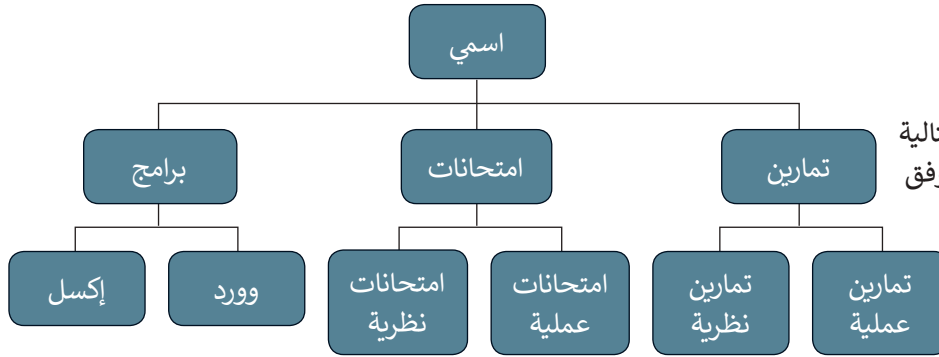 اسمي
تمارين
امتحانات
برامج
تمارين
عملية
تمارين
نظرية
امتحانات
عملية
امتحانات
نظرية
وورد
إكسل